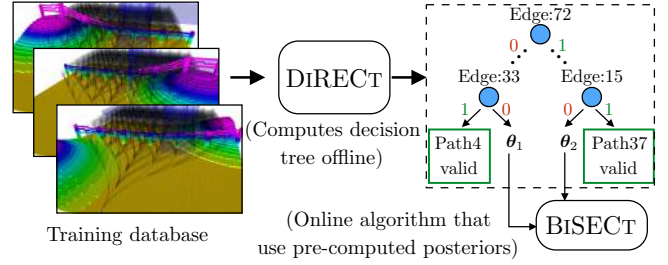 Edge:72
0 1
DIRECT
Edge:33 Edge:15
1 0 0 1
(Computes decision
tree offline)
Path4
valid
θ1
θ2
Path37
valid
Training database
(Online algorithm that
use pre-computed posteriors)
BISECT